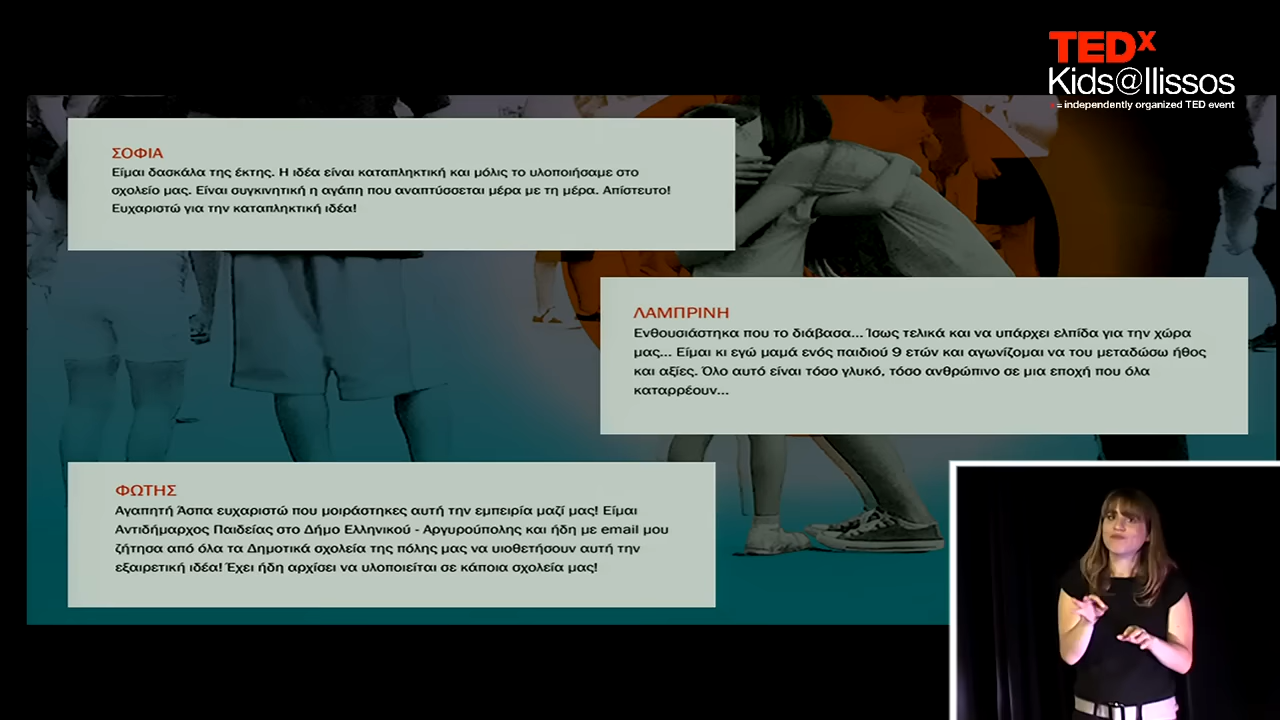 TEDx
Kids@Ilissos
x = independently organized TED event
ΣΟΦΙΑ
Είμαι δασκάλα της έκτης. Η ιδέα είναι καταπληκτική και μόλις το υλοποιήσαμε στο
σχολείο μας. Είναι συγκινητική η αγάπη που αναπτύσσεται μέρα με τη μέρα. Απίστευτο!
Ευχαριστώ για την καταπληκτική ιδέα!
ΛΑΜΠΡΙΝΗ
Ενθουσιάστηκα που το διάβασα... Ίσως τελικά και να υπάρχει ελπίδα για την χώρα
μας... Είμαι κι εγώ μαμά ενός παιδιού 9 ετών και αγωνίζομαι να του μεταδώσω ήθος
και αξίες. Όλο αυτό είναι τόσο γλυκό, τόσο ανθρώπινο σε μια εποχή που όλα
καταρρέουν...
ΦΩΤΗΣ
Αγαπητή Άσπα ευχαριστώ που μοιράστηκες αυτή την εμπειρία μαζί μας! Είμαι
Αντιδήμαρχος Παιδείας στο Δήμο Ελληνικού - Αργυρούπολης και ήδη με email μου
ζήτησα από όλα τα Δημοτικά σχολεία της πόλης μας να υιοθετήσουν αυτή την
εξαιρετική ιδέα! Έχει ήδη αρχίσει να υλοποιείται σε κάποια σχολεία μας!